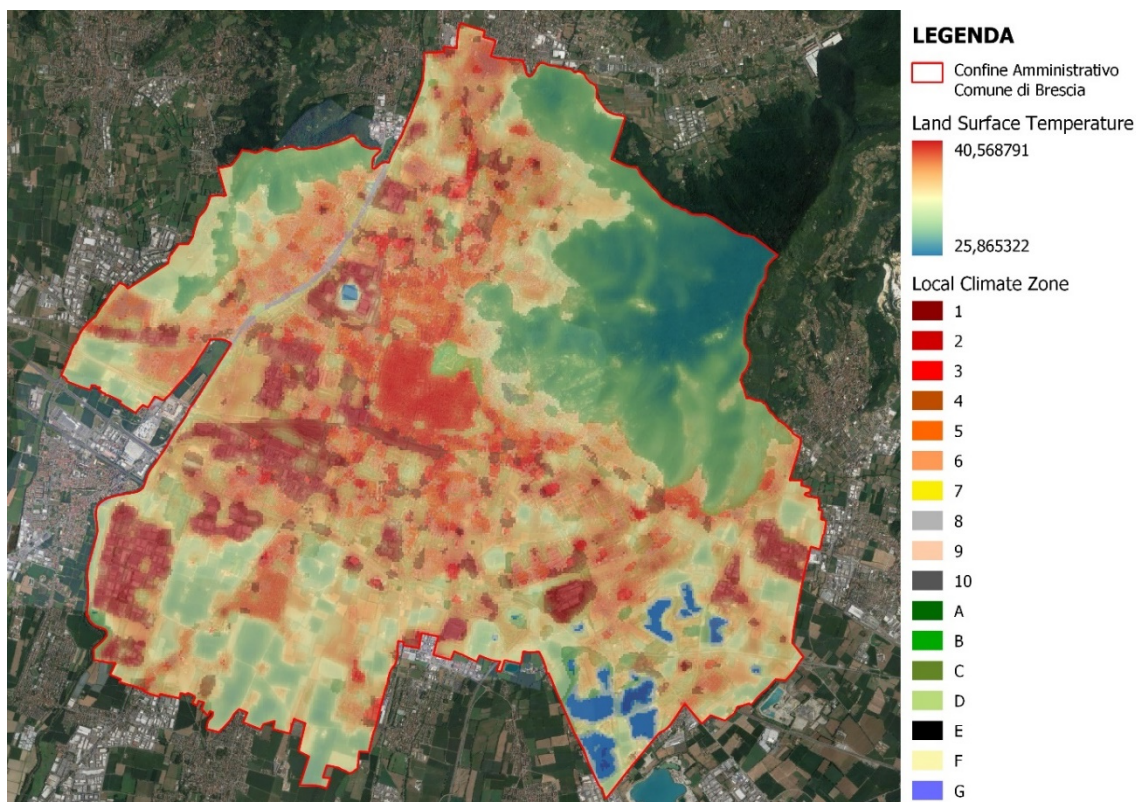 LEGENDA
Confine Amministrativo
Comune di Brescia
Land Surface Temperature
40,568791
25,865322
Local Climate Zone
1
2
3
4
5
6
7
8
9
10
A
B
C
D
E
F
G